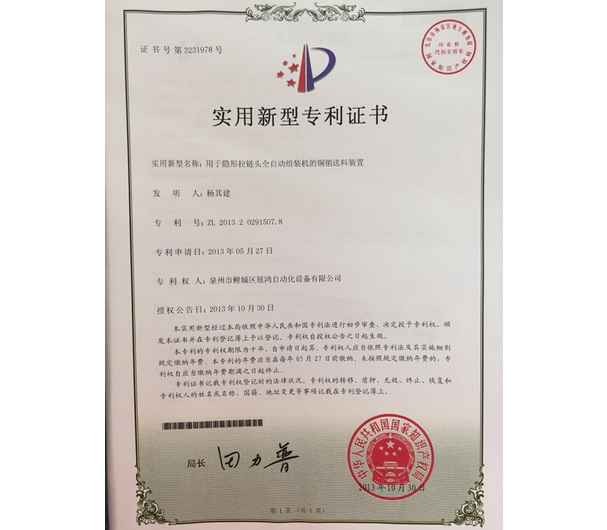 证书号第3231978号
实用新型专利证书
实用新型名称:用于隐形拉链头全自动组装机的铜销送料装置
发 明 人:杨其建
专 利 号:ZL 2013 2 0291507.8
专利申请日:2013年05月27日
专 利 权 人:泉州市鲤城区展鸿自动化设备有限公司
授权公告日:2013年10月30日
本实用新型经过本局依照中华人民共和国专利法进行初步审查,决定授予专利权,颁
发本证书并在专利登记簿上予以登记。专利权自授权公告之日起生效。
本专利的专利权期限为十年,自申请日起算。专利权人应当依照专利法及其实施细则
规定缴纳年费。本专利的年费应当在每年05月27日前缴纳。未按照规定缴纳年费的,专
利权自应当缴纳年费期满之日起终止。
专利证书记载专利权登记时的法律状况。专利权的转移、质押、无效、终止、恢复和
专利权人的姓名或名称、国籍、地址变更等事项记载在专利登记簿上。
局长 田力普
中华人民共和国国家知识产权局
2013年10月30日
第1页(共1页)